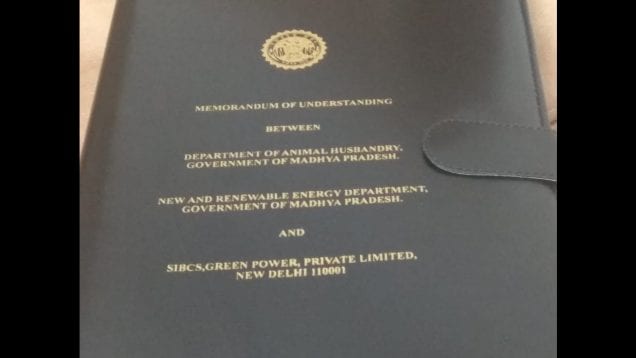 MEMORANDUM OF UNDERSTANDING
BETWEEN
DEPARTMENT OF ANIMAL HUSBANDRY,
GOVERNMENT OF MADHYA PRADESH.
NEW AND RENEWABLE ENERGY DEPARTMENT,
GOVERNMENT OF MADHYA PRADESH.
AND
SIBCS,GREEN POWER, PRIVATE LIMITED,
NEW DELHI 110001